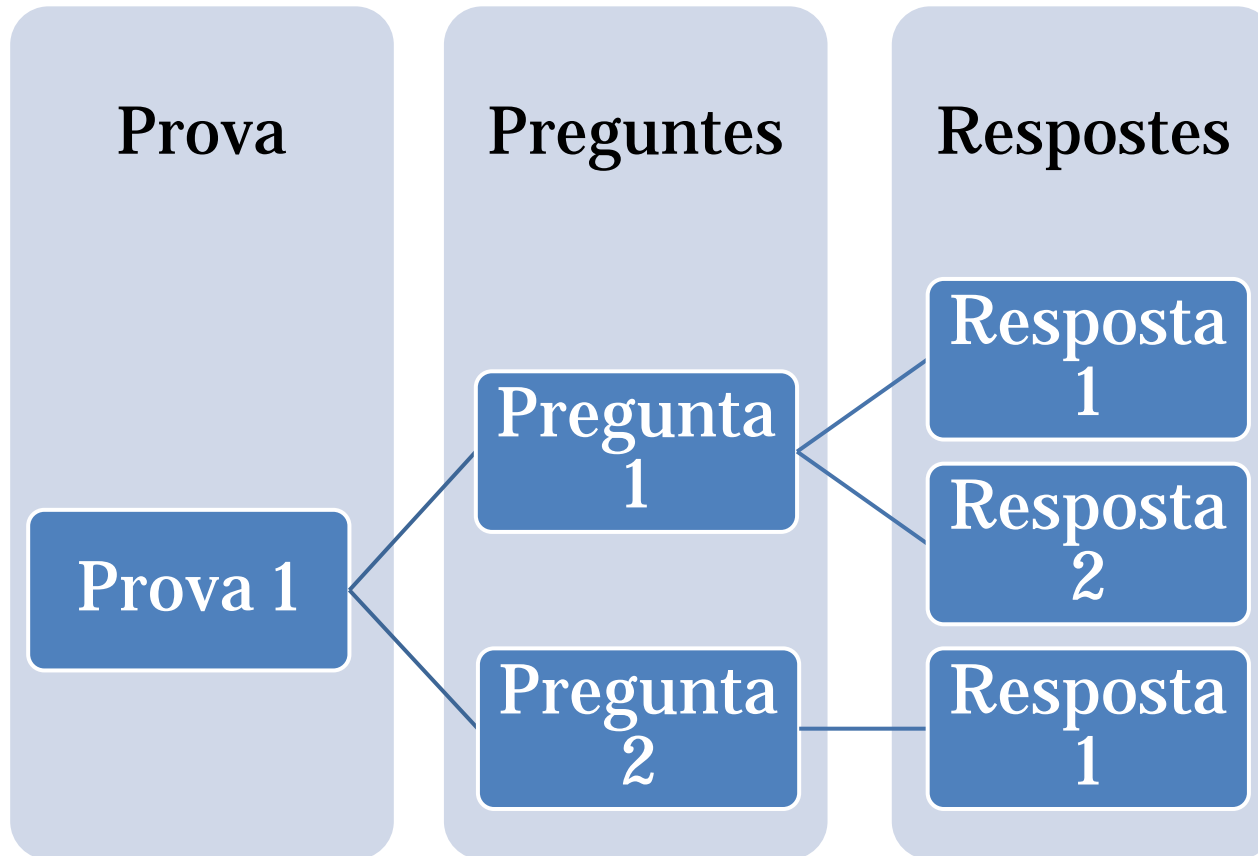 Prova
Preguntes
Respostes
Prova 1
Pregunta
1
Pregunta
2
Resposta
1
Resposta
2
Resposta
1